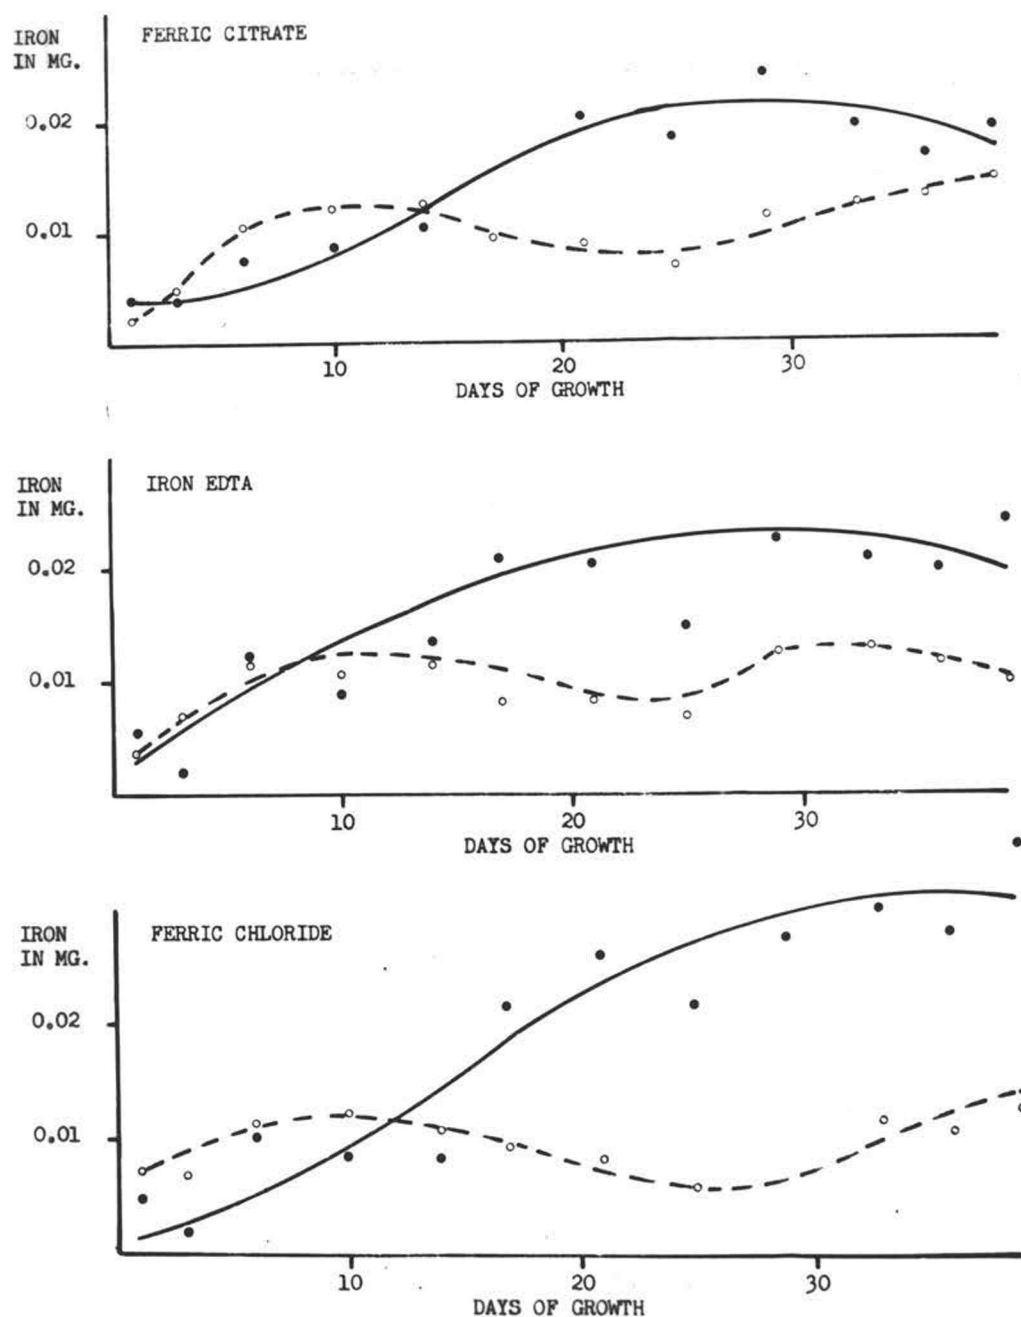 FERRIC CITRATE
IRON
IN MG.
0.02
0.01
10 20 30
DAYS OF GROWTH
IRON EDTA
IRON
IN MG.
0.02
0.01
10 20 30
DAYS OF GROWTH
FERRIC CHLORIDE
IRON
IN MG.
0.02
0.01
10 20 30
DAYS OF GROWTH